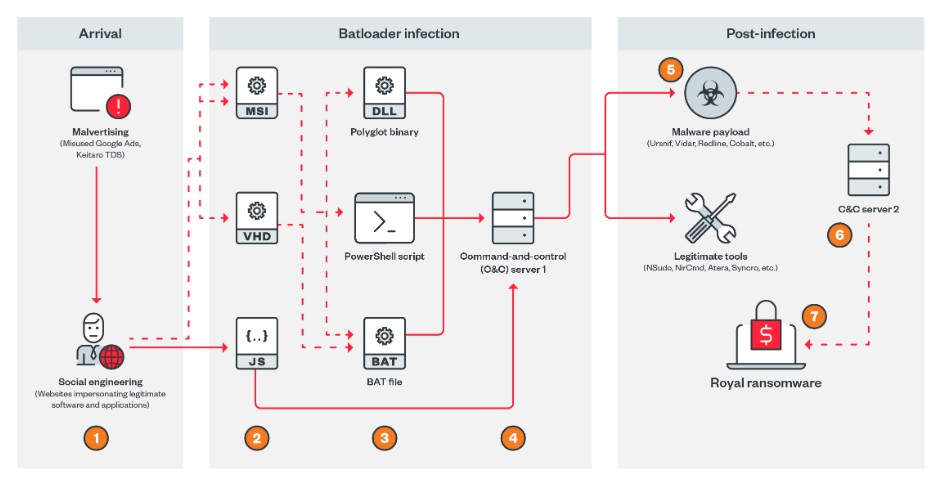 Arrival
Batloader infection
Post-infection
!
Malvertising
(Misused Google Ads,
Keitaro TDS)
Social engineering
(Websites impersonating legitimate
software and applications)
1
MSI
VHD
{..}
JS
2
DLL
Polyglot binary
>_
PowerShell script
BAT
BAT file
3
Command-and-control
(C&C) server 1
4
5
Malware payload
(Ursnif, Vidar, Redline, Cobalt, etc.)
Legitimate tools
(NSudo, NirCmd, Atera, Syncro, etc.)
C&C server 2
6
$
7
Royal ransomware